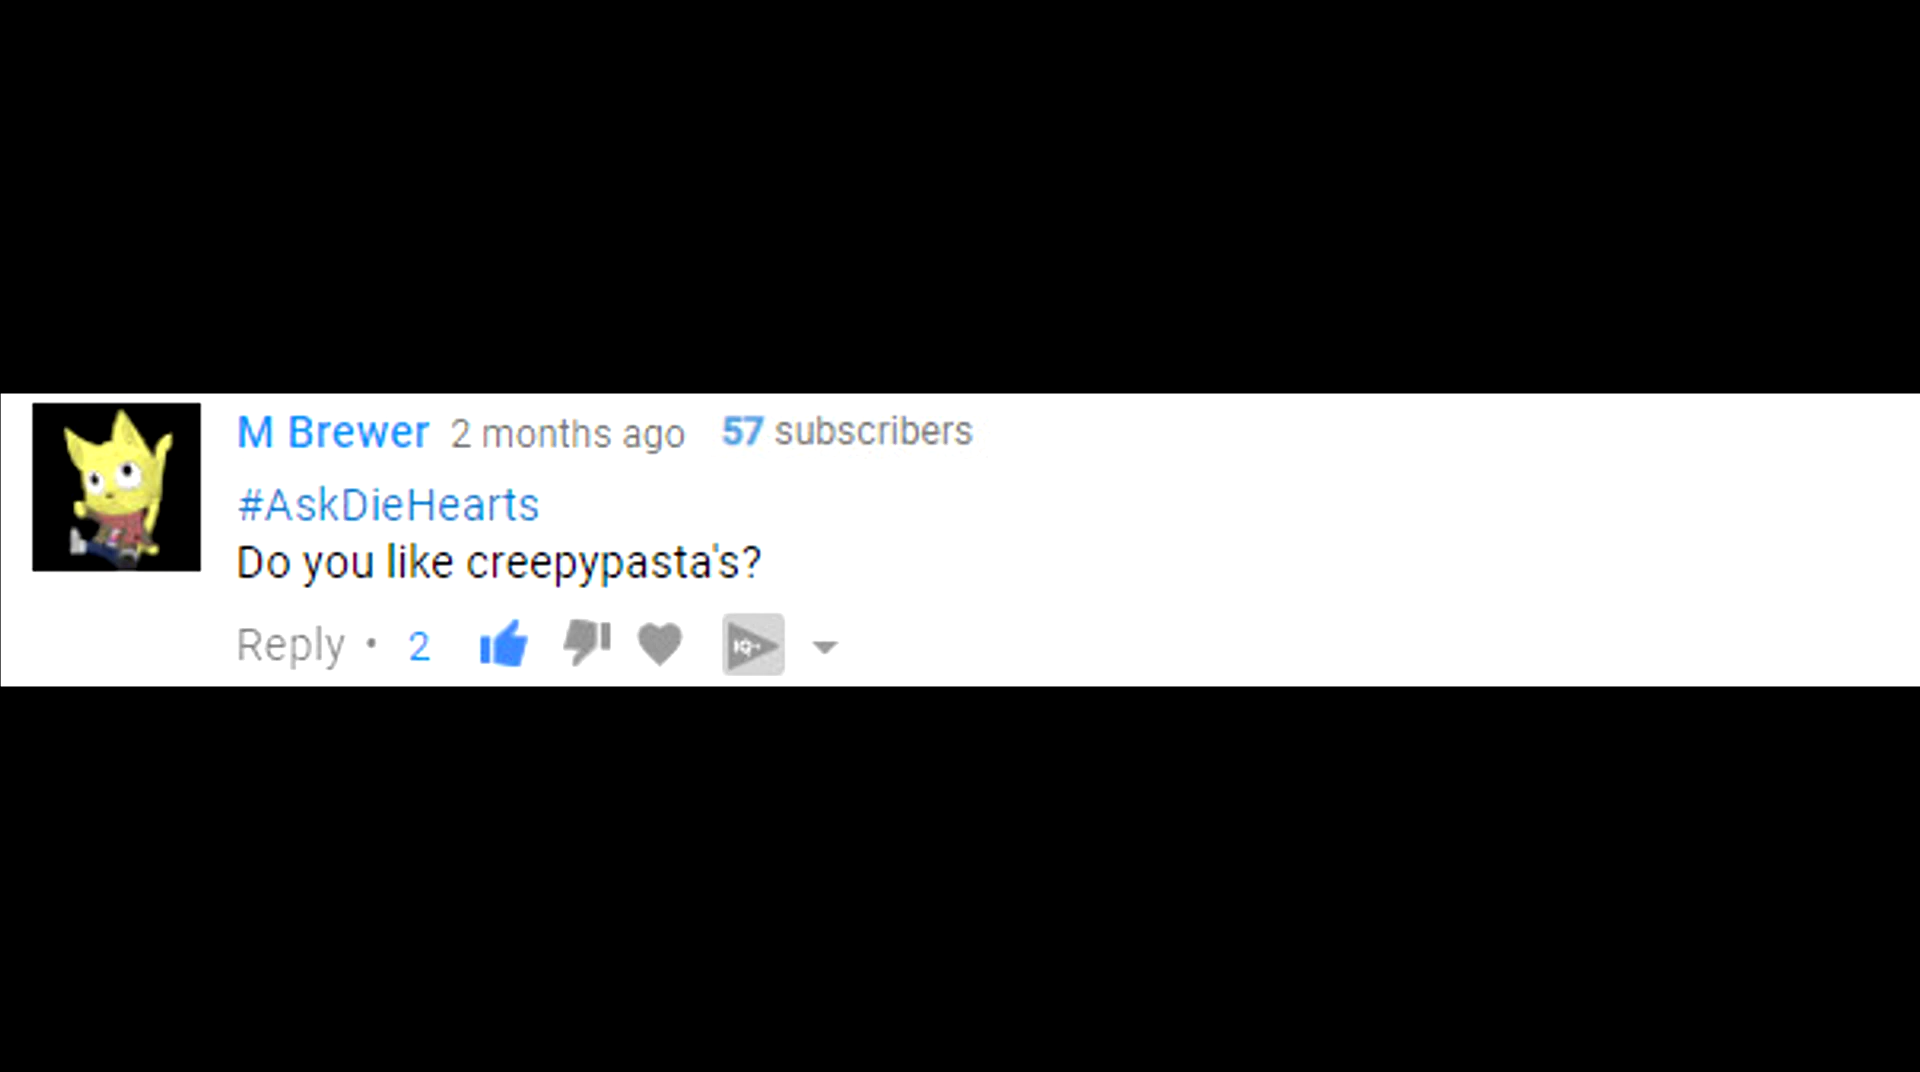 M Brewer 2 months ago 57 subscribers
#AskDieHearts
Do you like creepypasta's?
Reply • 2